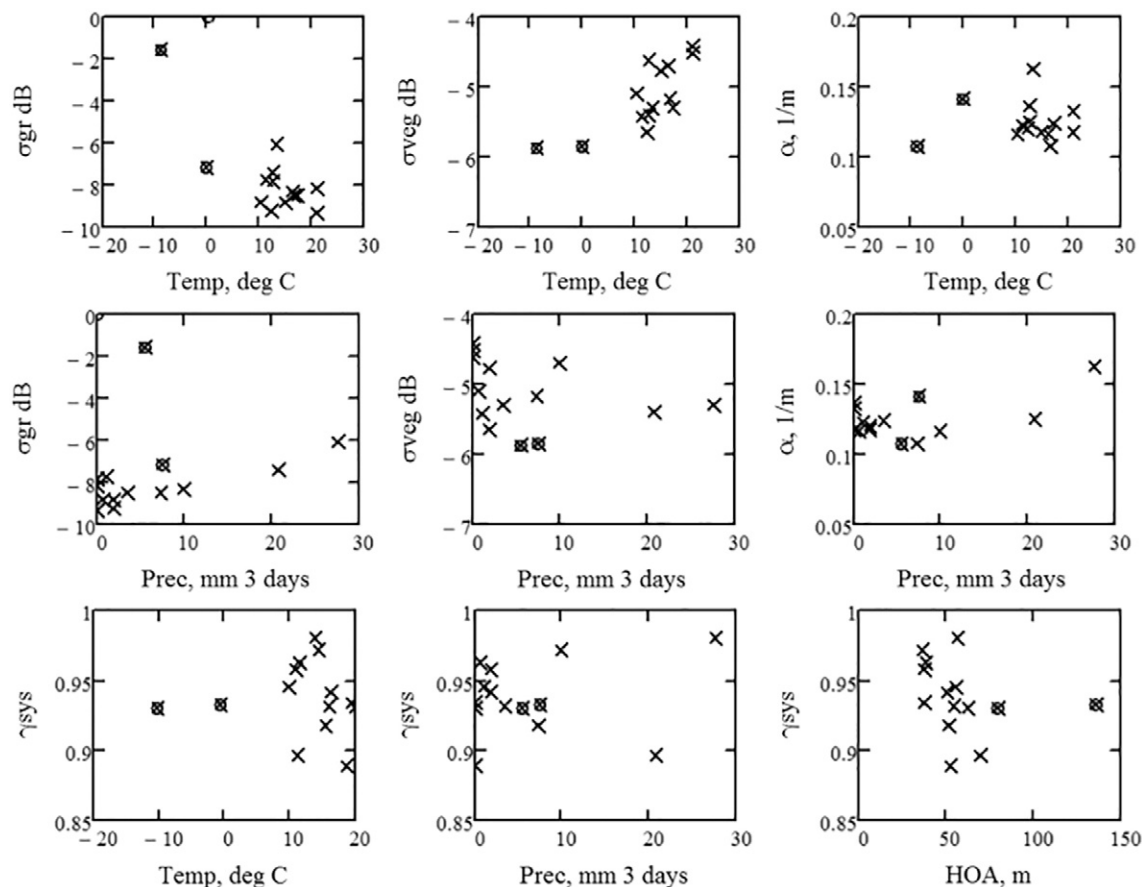 σgr dB
0
− 2
− 4
− 6
− 8
− 10
− 20 − 10 0 10 20 30
Temp, deg C
σveg dB
− 4
− 5
− 6
− 7
− 20 − 10 0 10 20 30
Temp, deg C
α, 1/m
0.2
0.15
0.1
0.05
− 20 − 10 0 10 20 30
Temp, deg C
σgr dB
0
− 2
− 4
− 6
− 8
− 10
0 10 20 30
Prec, mm 3 days
σveg dB
− 4
− 5
− 6
− 7
0 10 20 30
Prec, mm 3 days
α, 1/m
0.2
0.15
0.1
0.05
0 10 20 30
Prec, mm 3 days
γsys
1
0.95
0.9
0.85
− 20 − 10 0 10 20
Temp, deg C
γsys
1
0.95
0.9
0.85
0 10 20 30
Prec, mm 3 days
γsys
1
0.95
0.9
0.85
0 50 100 150
HOA, m